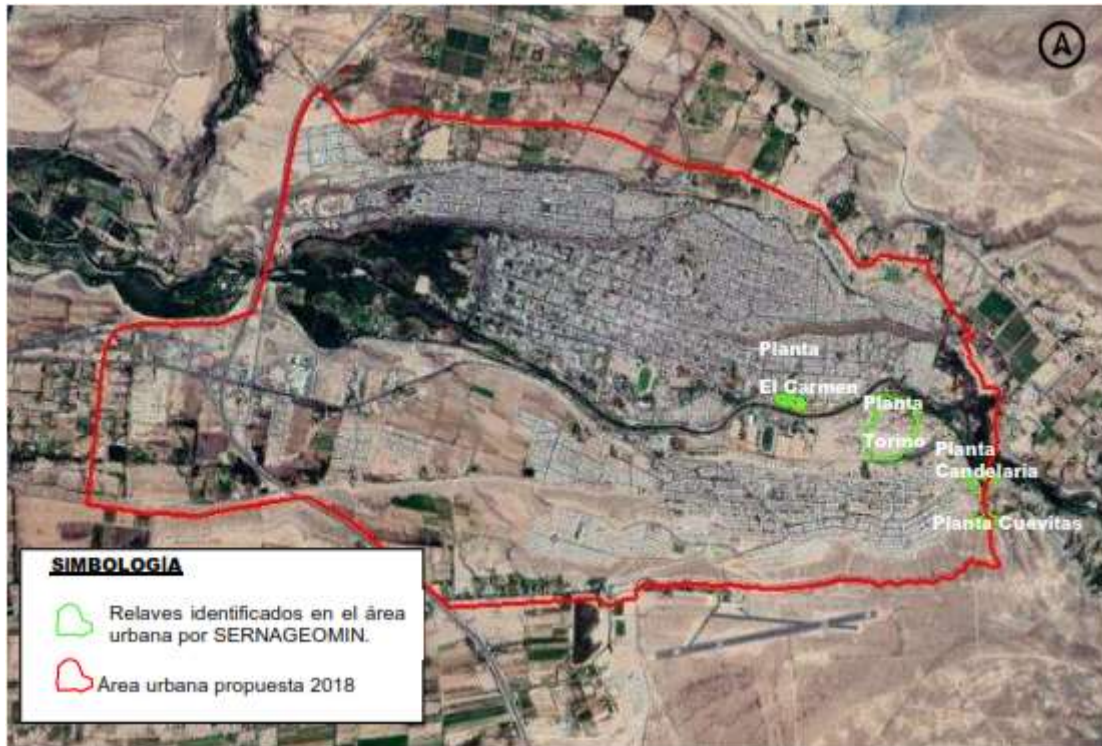 A
Planta
El Carmen
Planta
Torino
Planta
Candelaria
Planta Cuevitas
SIMBOLOGÍA
Relaves identificados en el área
urbana por SERNAGEOMIN.
Area urbana propuesta 2018